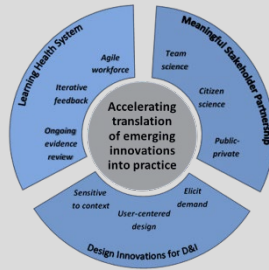 Learning Health System
Agile
workforce
Iterative
feedback
Ongoing
evidence
review
Meaningful Stakeholder Partnership
Team
science
Citizen
science
Public-
private
Accelerating
translation
of emerging
innovations
into practice
Sensitive
to context
User-centered
design
Elicit
demand
Design Innovations for D&I